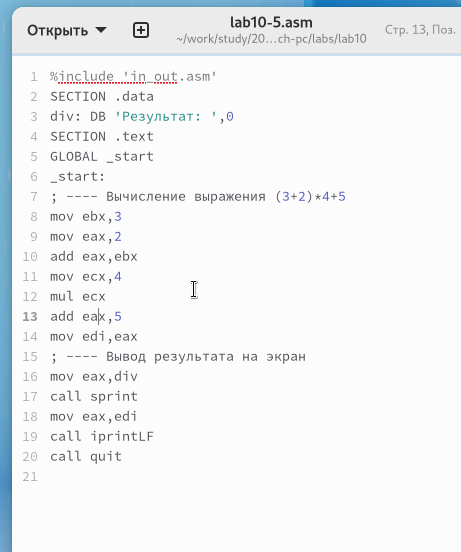 Открыть
lab10-5.asm
~/work/study/20…ch-pc/labs/lab10
Стр. 13, Поз.
1 %include 'in_out.asm'
2 SECTION .data
3 div: DB 'Результат: ',0
4 SECTION .text
5 GLOBAL _start
6 _start:
7 ; ---- Вычисление выражения (3+2)*4+5
8 mov ebx,3
9 mov eax,2
10 add eax,ebx
11 mov ecx,4
12 mul ecx
13 add eax,5
14 mov edi,eax
15 ; ---- Вывод результата на экран
16 mov eax,div
17 call sprint
18 mov eax,edi
19 call iprintLF
20 call quit
21